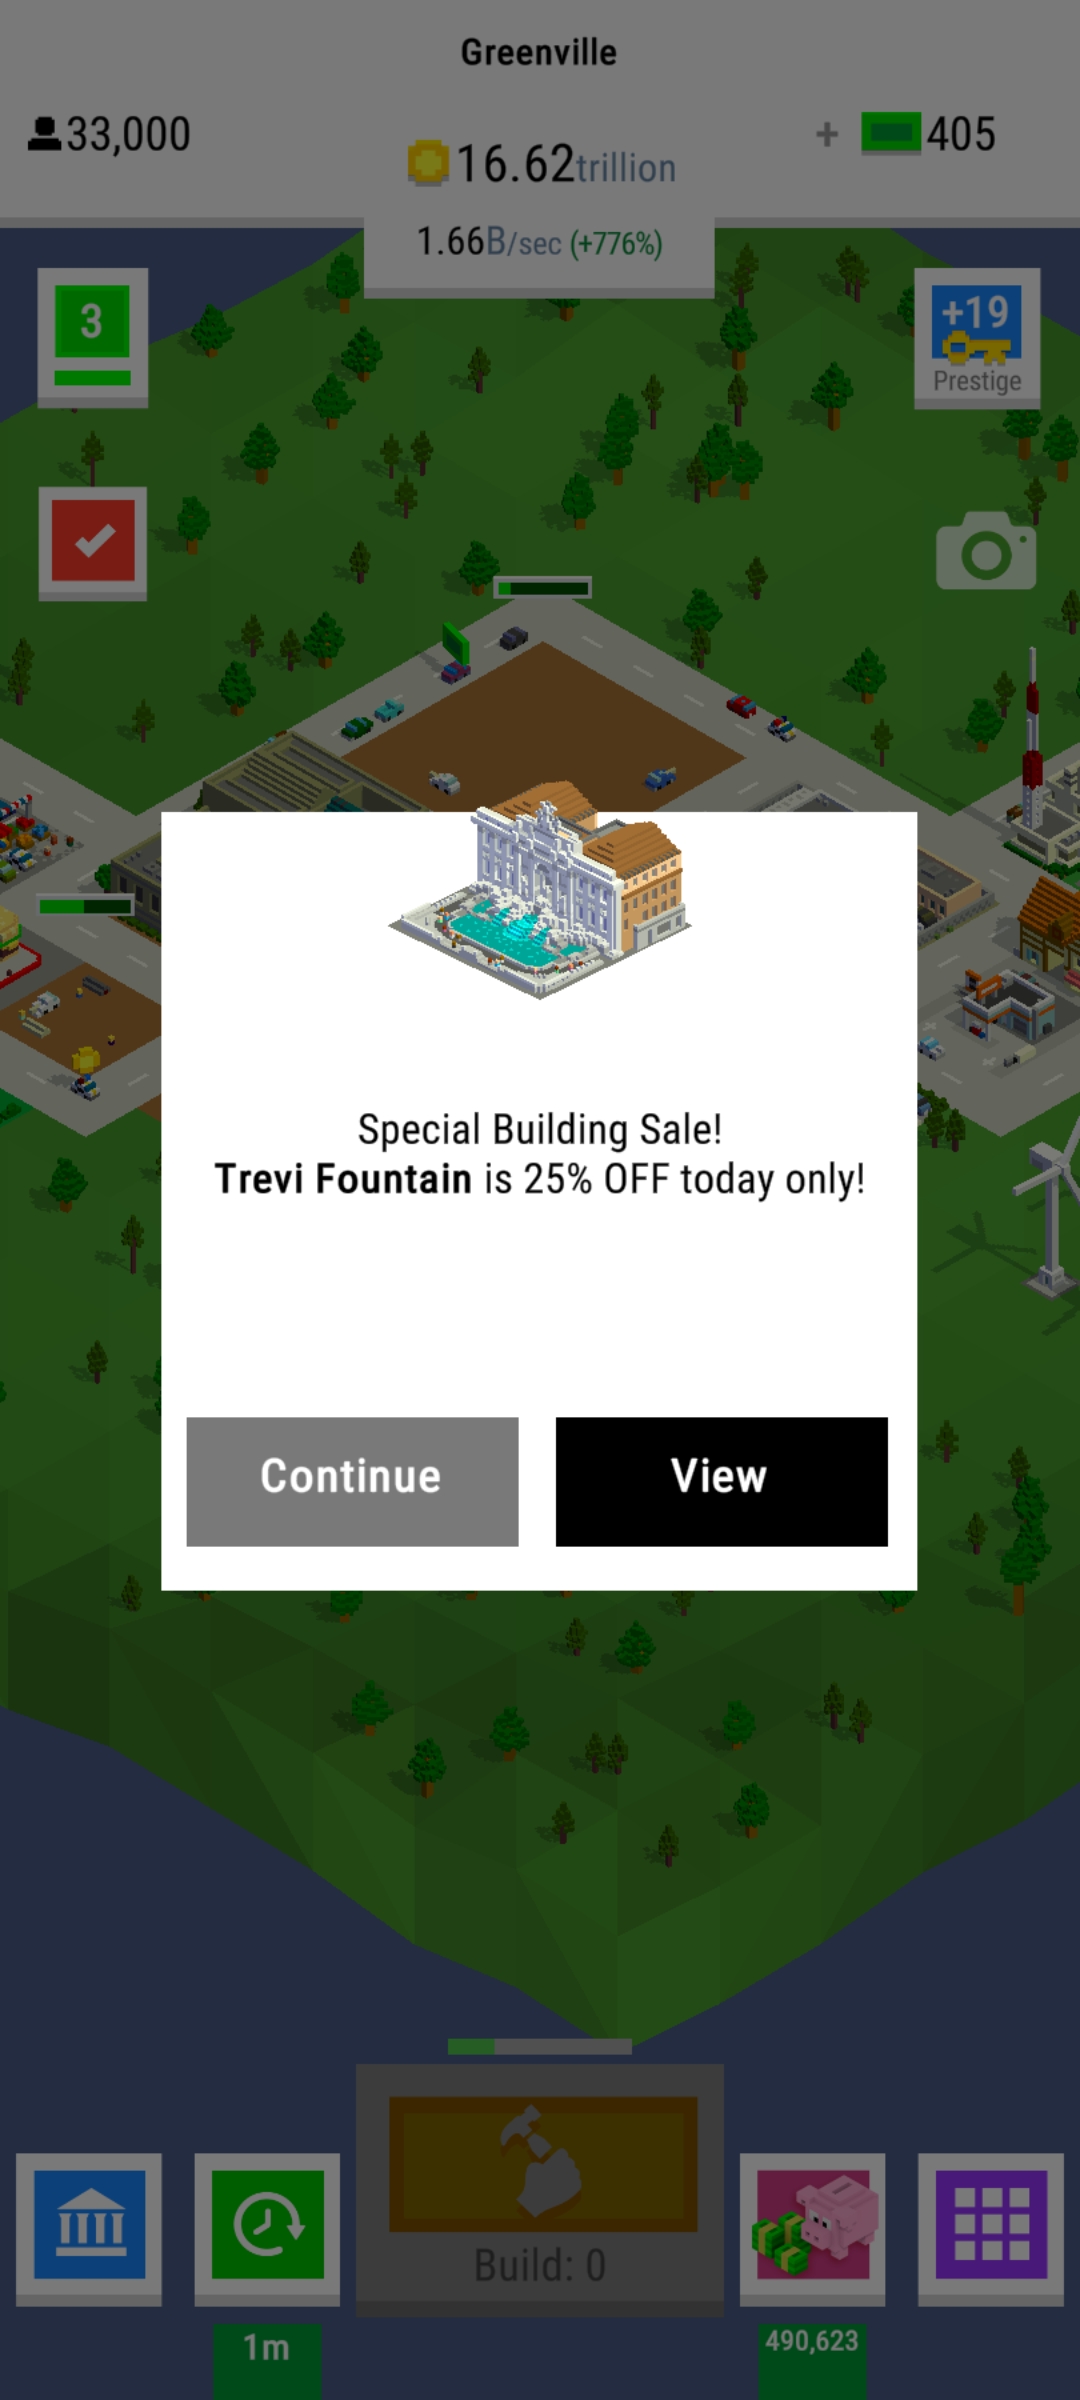 Greenville
33,000
16.62trillion
+ 405
1.66B/sec (+776%)
3
+19
Prestige
Special Building Sale!
Trevi Fountain is 25% OFF today only!
Continue
View
Build: 0
1m
490,623